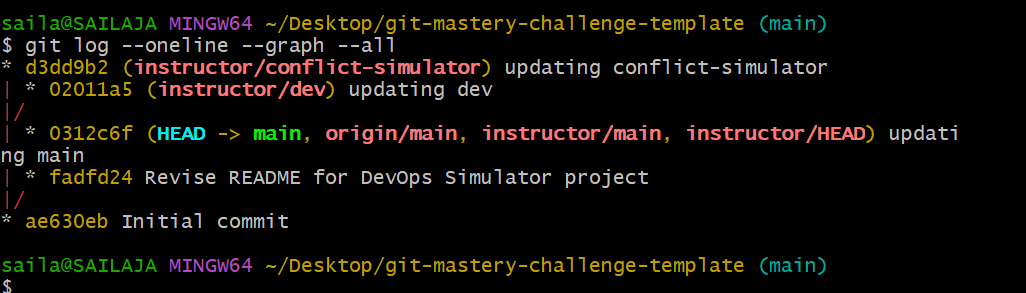 saila@SAILAJA MINGW64 ~/Desktop/git-mastery-challenge-template (main)
$ git log --oneline --graph --all
* d3dd9b2 (instructor/conflict-simulator) updating conflict-simulator
| * 02011a5 (instructor/dev) updating dev
|/
| * 0312c6f (HEAD -> main, origin/main, instructor/main, instructor/HEAD) updati
ng main
| * fadfd24 Revise README for DevOps Simulator project
|/
* ae630eb Initial commit
saila@SAILAJA MINGW64 ~/Desktop/git-mastery-challenge-template (main)
$